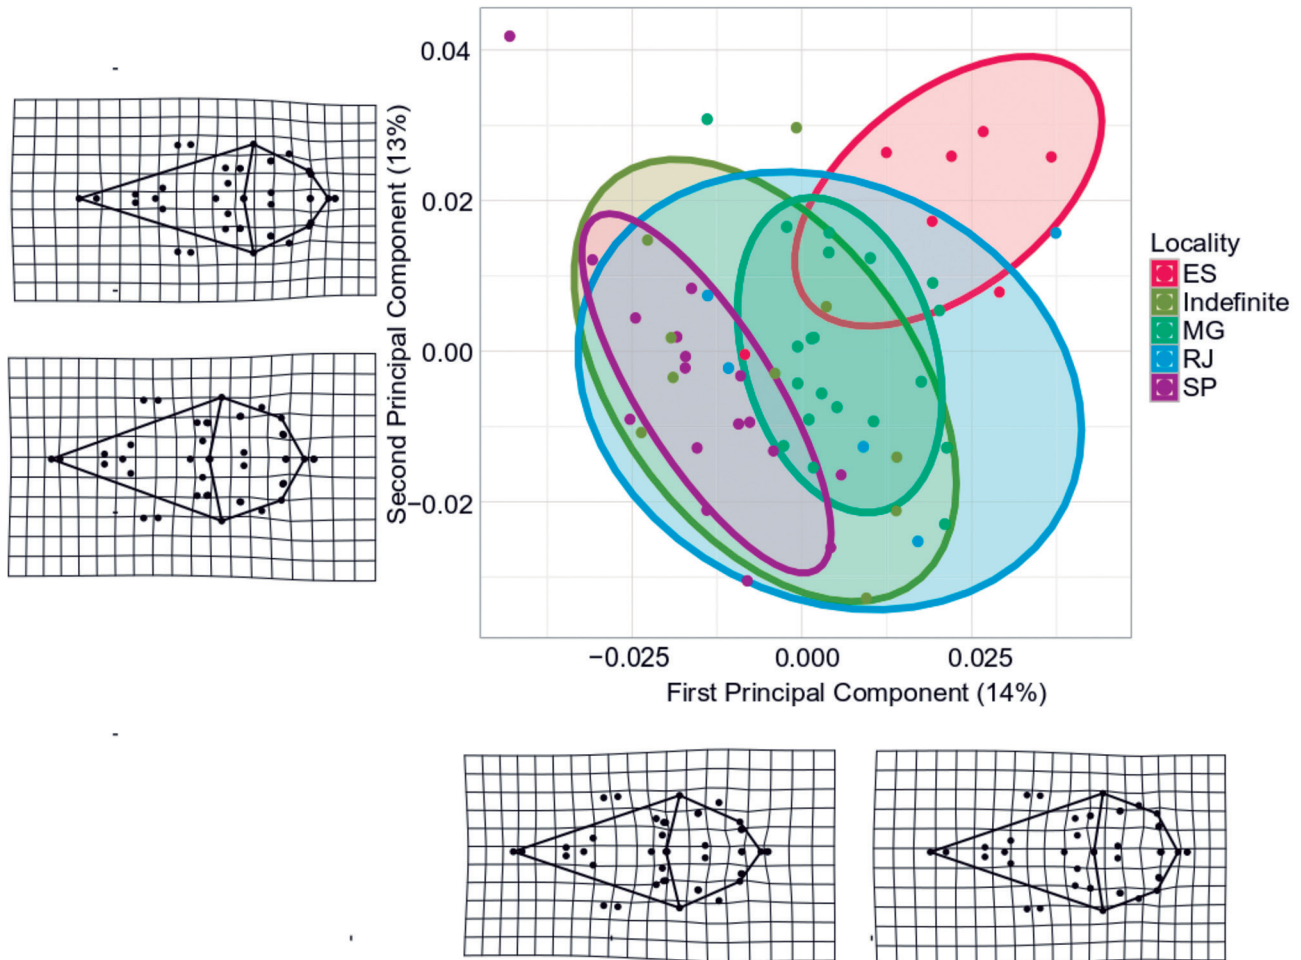 Second Principal Component (13%)
0.04
0.02
0.00
−0.02
−0.025
0.000
0.025
First Principal Component (14%)
Locality
ES
Indefinite
MG
RJ
SP